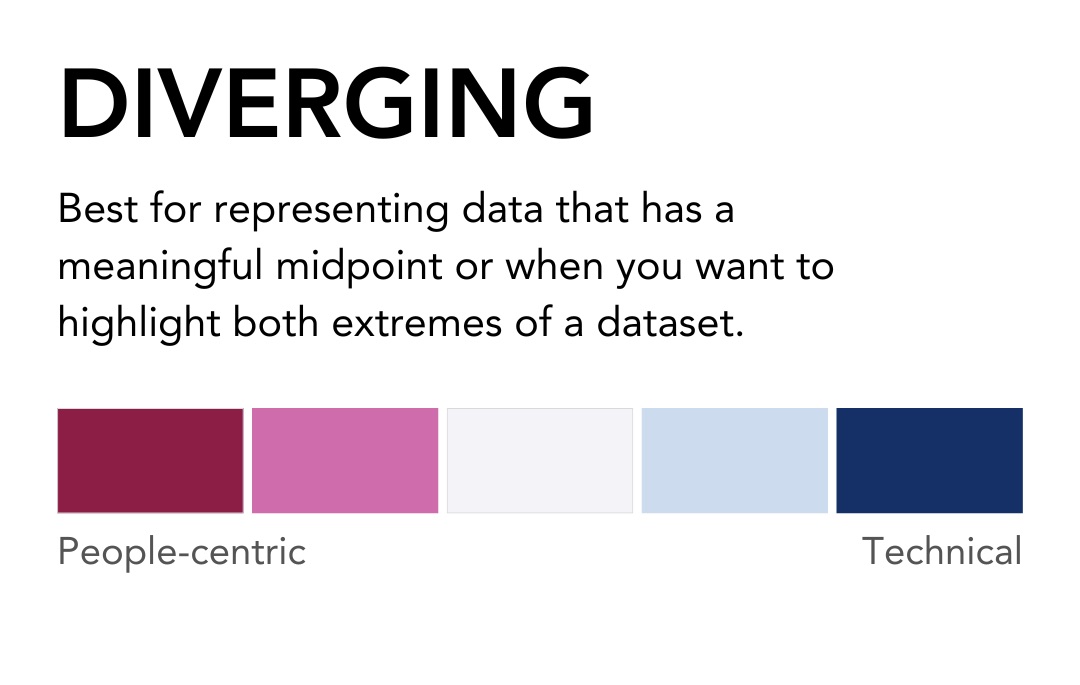 DIVERGING
Best for representing data that has a
meaningful midpoint or when you want to
highlight both extremes of a dataset.
People-centric
Technical